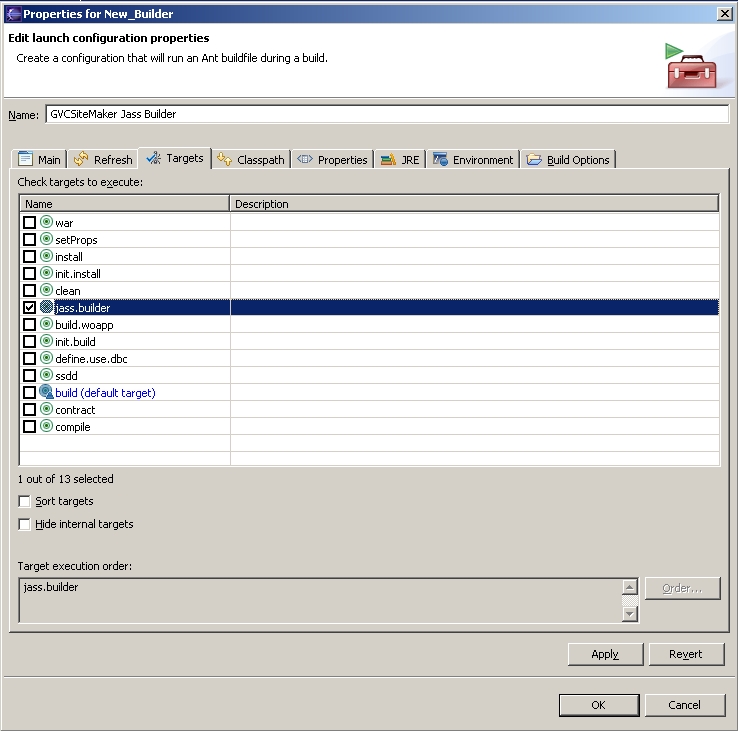 Properties for New_Builder
Edit launch configuration properties
Create a configuration that will run an Ant buildfile during a build.
Name: GVCSiteMaker Jass Builder
Main Refresh Targets Classpath Properties JRE Environment Build Options
Check targets to execute:
Name Description
war
setProps
install
init.install
clean
jass.builder
build.woapp
init.build
define.use.dbc
ssdd
build (default target)
contract
compile
1 out of 13 selected
Sort targets
Hide internal targets
Target execution order:
jass.builder
Order...
Apply Revert
OK Cancel